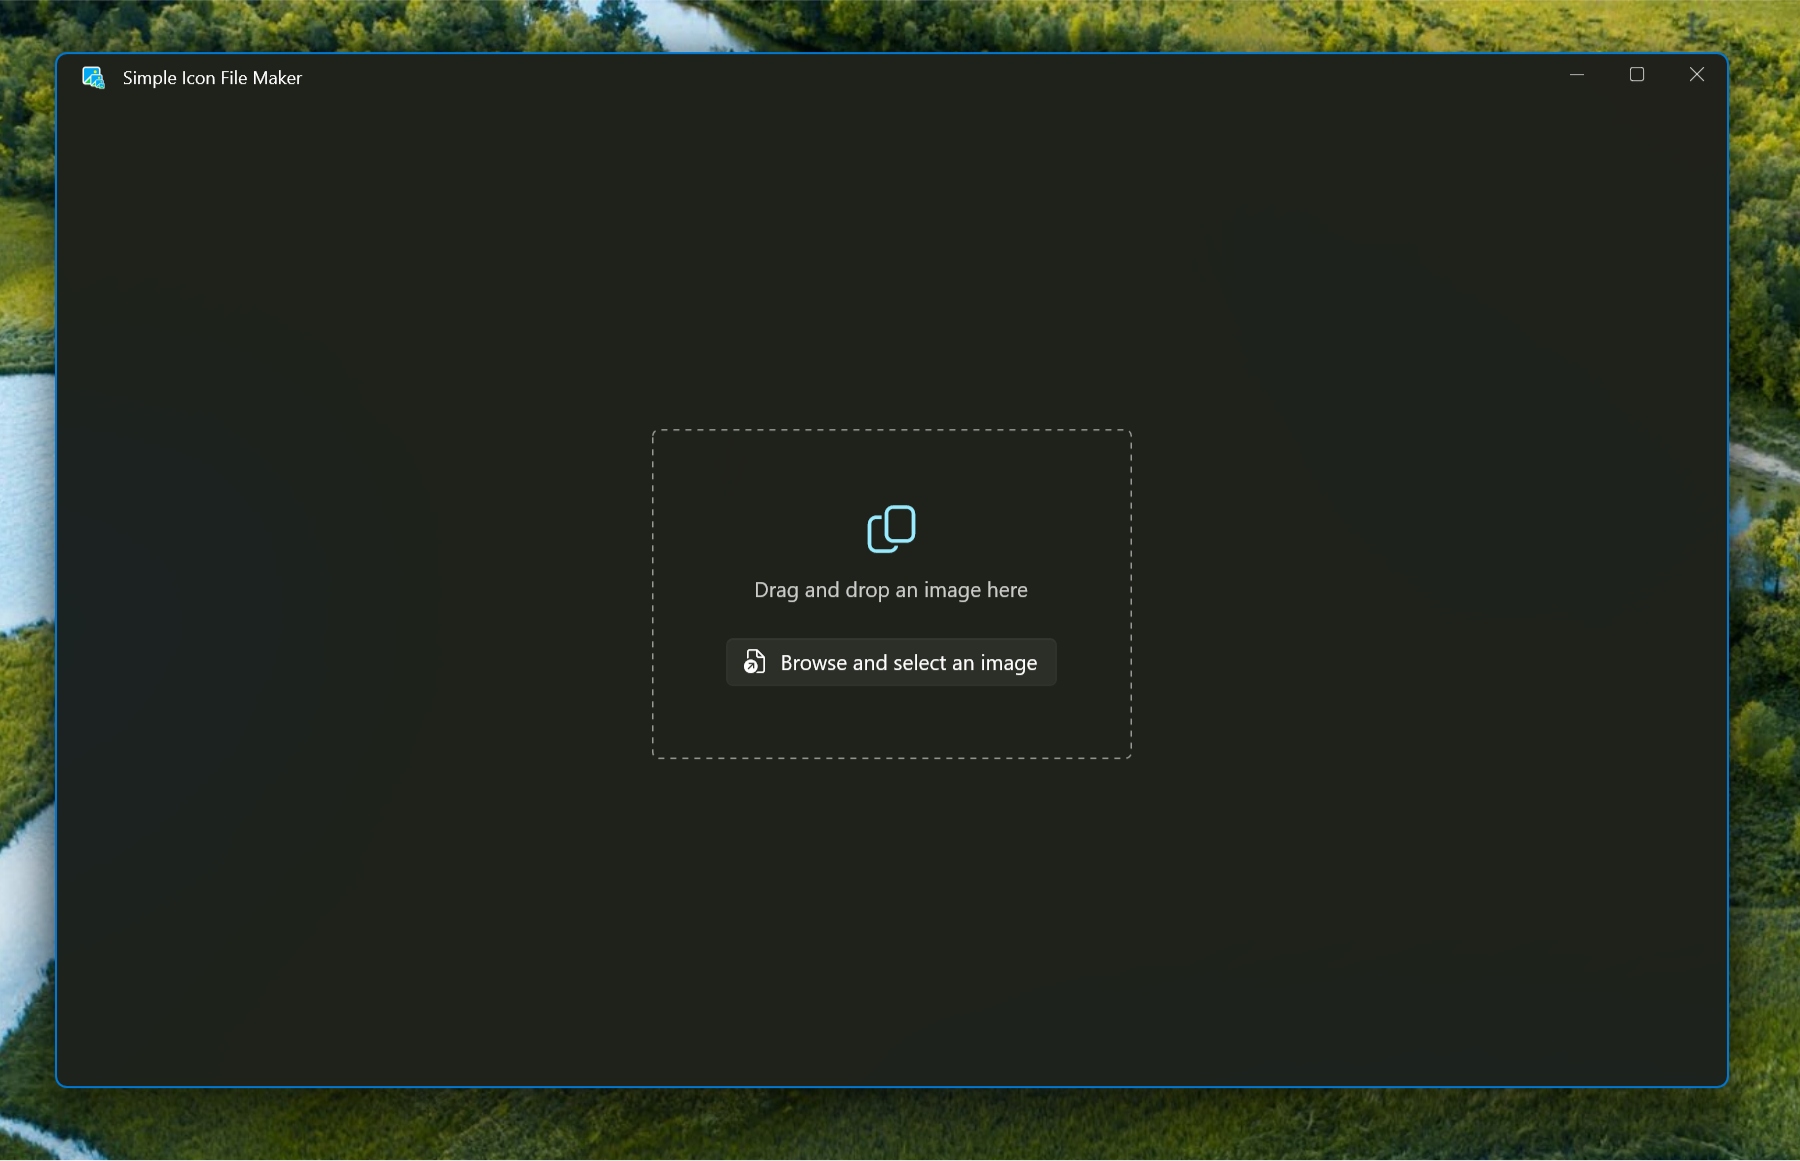 Simple Icon File Maker
Drag and drop an image here
Browse and select an image